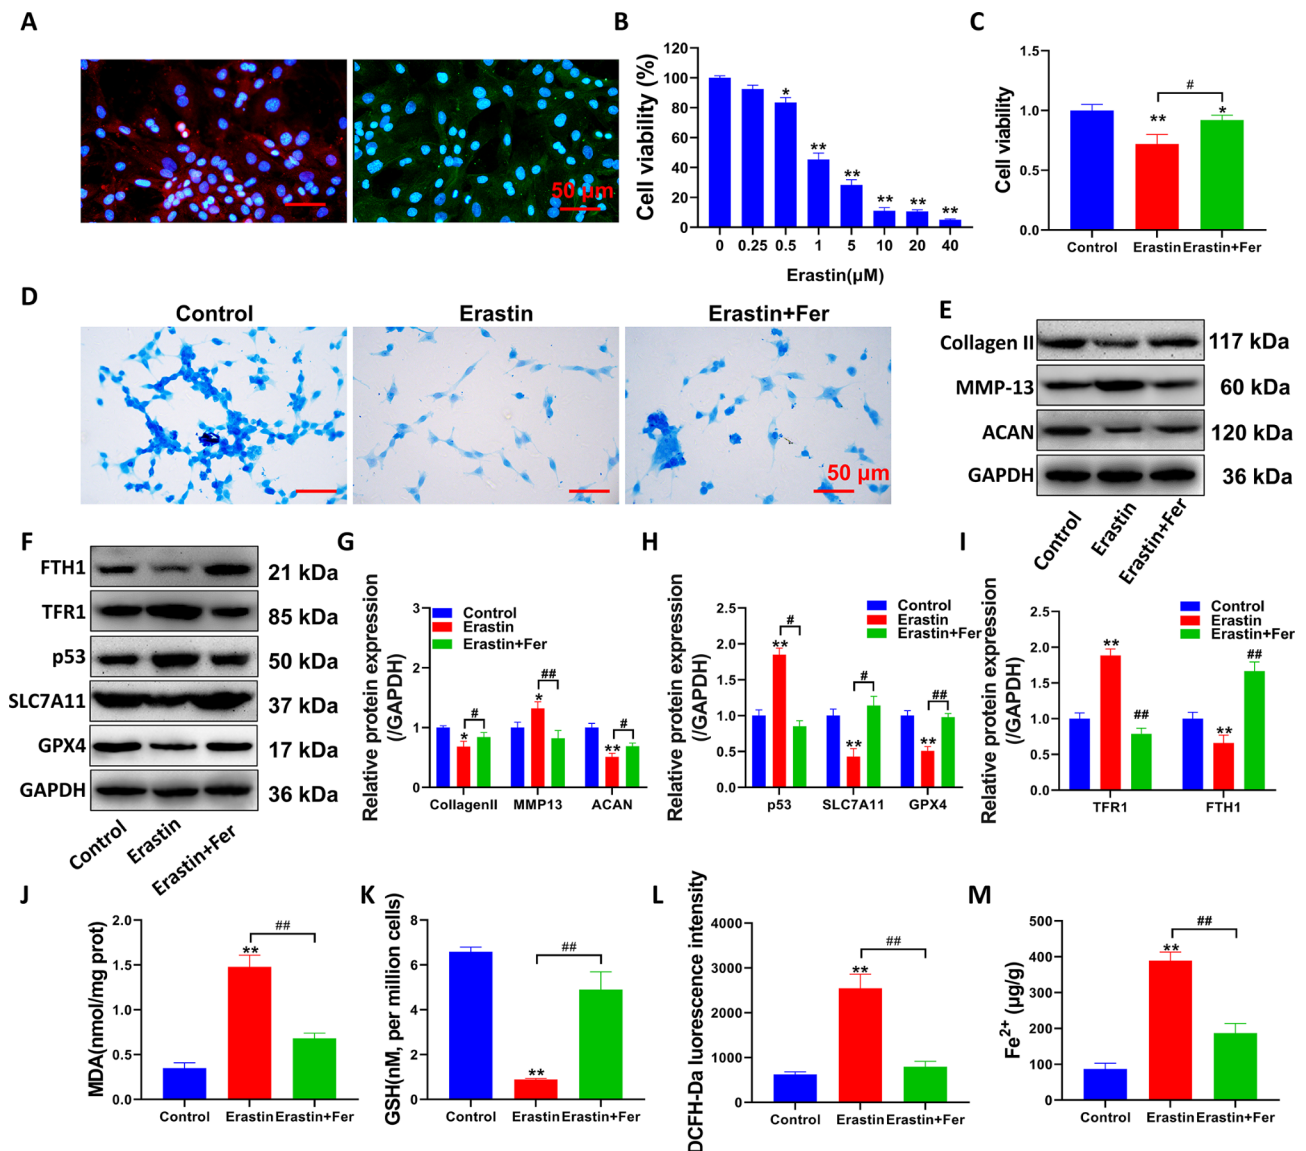 A
50 μm
B
Cell viability (%)
120
100
80
60
40
20
0
*
**
**
**
**
**
0 0.25 0.5 1 5 10 20 40
Erastin(μM)
C
Cell viability
1.5
1.0
0.5
0.0
#
**
*
Control Erastin Erastin+Fer
D
Control Erastin Erastin+Fer
50 μm
E
Collagen II 117 kDa
MMP-13 60 kDa
ACAN 120 kDa
GAPDH 36 kDa
Control Erastin Erastin+Fer
F
FTH1 21 kDa
TFR1 85 kDa
p53 50 kDa
SLC7A11 37 kDa
GPX4 17 kDa
GAPDH 36 kDa
Control Erastin Erastin+Fer
G
Relative protein expression
(/GAPDH)
3
2
1
0
Control
Erastin
Erastin+Fer
* # * ## ** #
CollagenII MMP13 ACAN
H
Relative protein expression
(/GAPDH)
2.5
2.0
1.5
1.0
0.5
0.0
Control
Erastin
Erastin+Fer
** # ** # ** ##
p53 SLC7A11 GPX4
I
Relative protein expression
(/GAPDH)
2.5
2.0
1.5
1.0
0.5
0.0
Control
Erastin
Erastin+Fer
** ## ** ##
TFR1 FTH1
J
MDA(nmol/mg prot)
2.0
1.5
1.0
0.5
0.0
##
**
Control Erastin Erastin+Fer
K
GSH(nM, per million cells)
8
6
4
2
0
##
**
Control Erastin Erastin+Fer
L
DCFH-Da luorescence intensity
4000
3000
2000
1000
0
##
**
Control Erastin Erastin+Fer
M
Fe2+ (μg/g)
500
400
300
200
100
0
##
**
Control Erastin Erastin+Fer